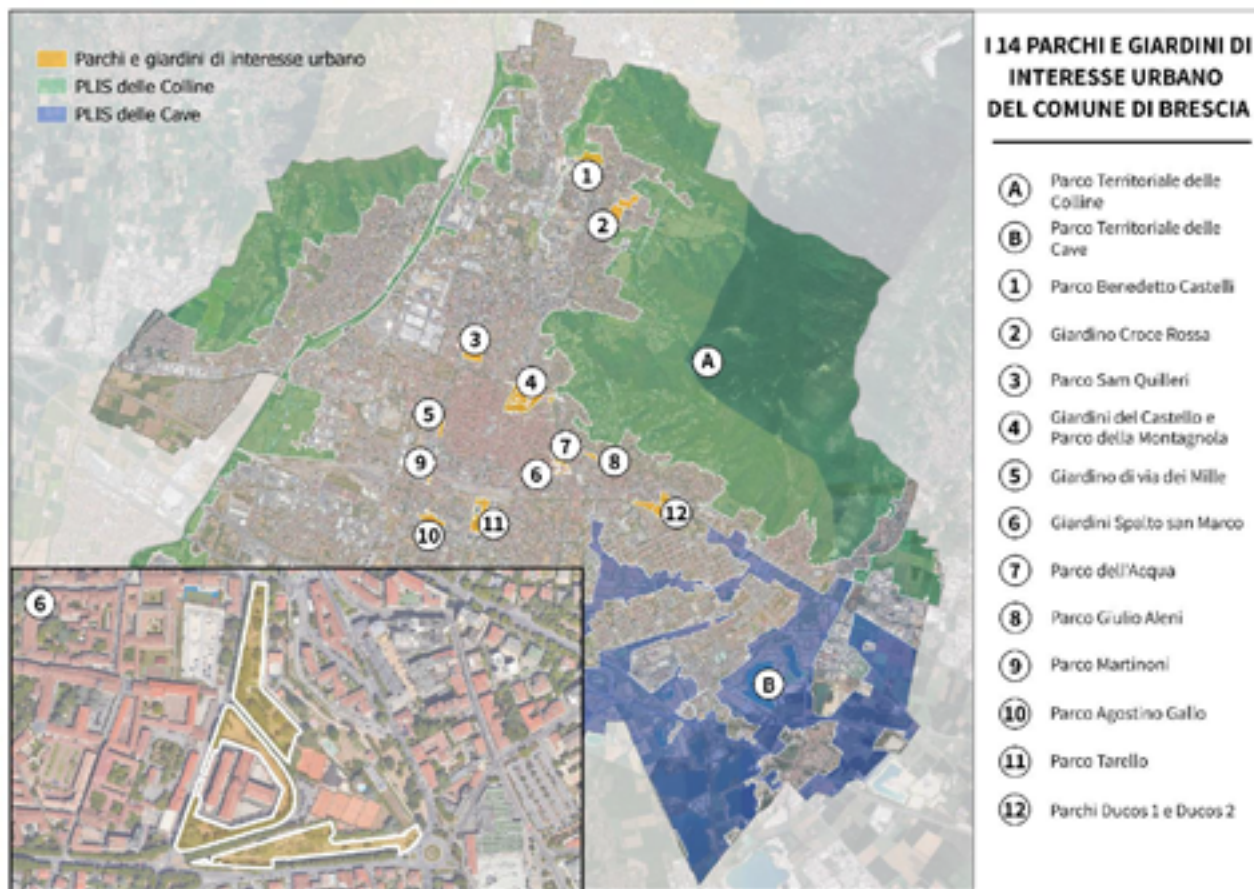 Parchi e giardini di interesse urbano
PLIS delle Colline
PLIS delle Cave
1
2
3
A
4
5
7
9
6
8
12
10
11
6
B
I 14 PARCHI E GIARDINI DI
INTERESSE URBANO
DEL COMUNE DI BRESCIA
A Parco Territoriale delle
Colline
B Parco Territoriale delle
Cave
1 Parco Benedetto Castelli
2 Giardino Croce Rossa
3 Parco Sam Quilleri
4 Giardini del Castello e
Parco della Montagnola
5 Giardino di via dei Mille
6 Giardini Spalto san Marco
7 Parco dell'Acqua
8 Parco Giulio Aleni
9 Parco Martinoni
10 Parco Agostino Gallo
11 Parco Tarello
12 Parchi Ducos 1 e Ducos 2